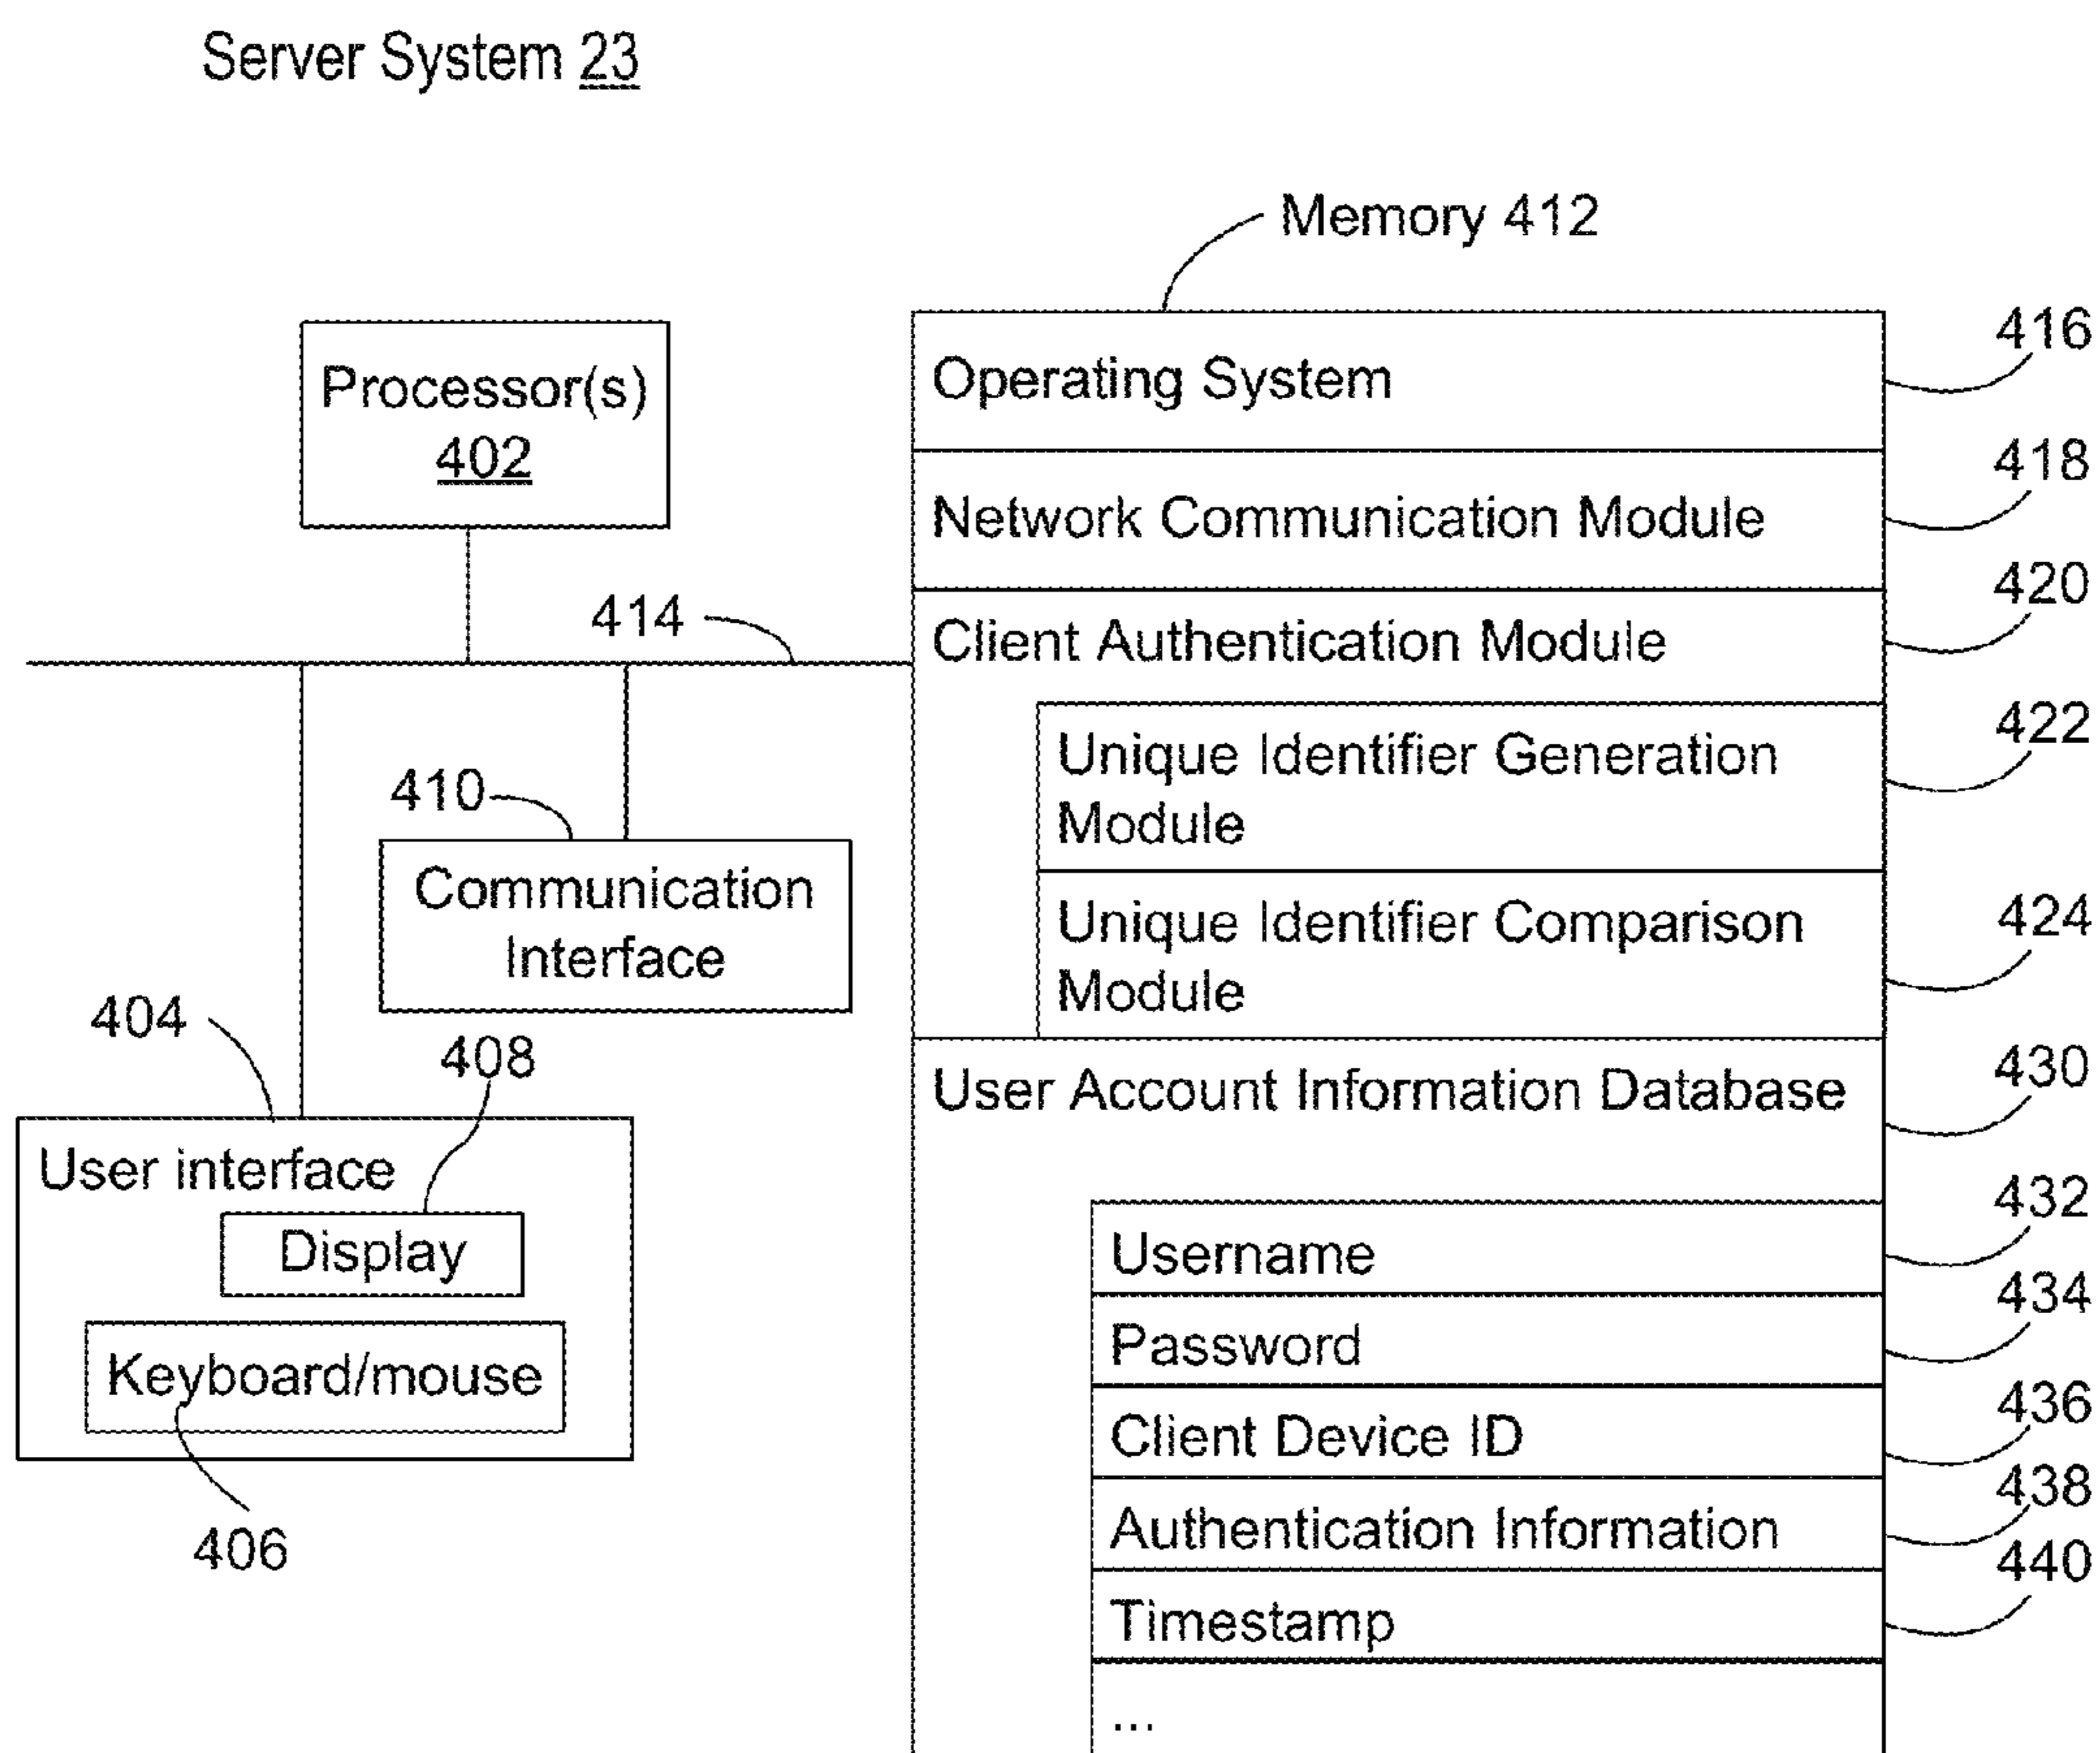 Server System 23
Memory 412
Processor(s)
402
414
410
Communication
Interface
404
408
User interface
Display
Keyboard/mouse
406
Operating System
416
Network Communication Module
418
Client Authentication Module
420
Unique Identifier Generation
Module
422
Unique Identifier Comparison
Module
424
User Account Information Database
430
Username
432
Password
434
Client Device ID
436
Authentication Information
438
Timestamp
440
...